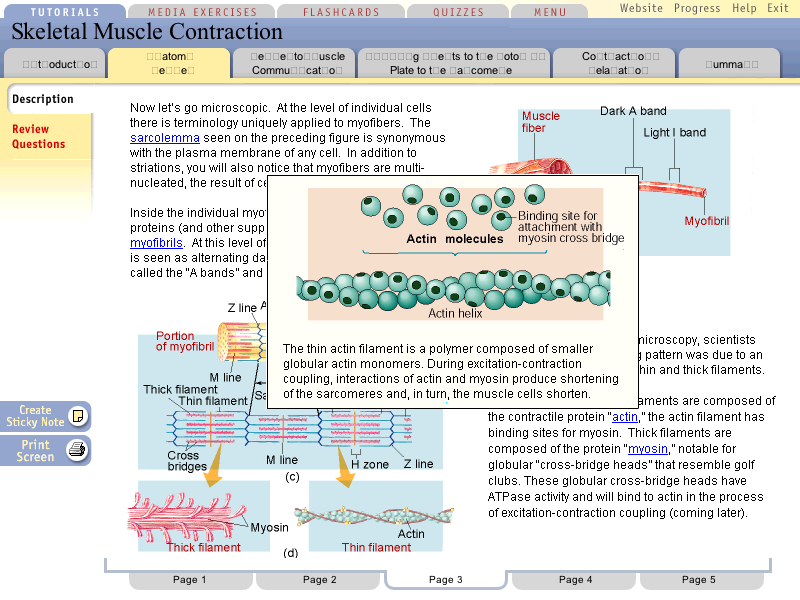 TUTORIALS
MEDIA EXERCISES
FLASHCARDS
QUIZZES
MENU
Website Progress Help Exit
Skeletal Muscle Contraction
Plate to the
Description
Review
Questions
Now let's go microscopic. At the level of individual cells
there is terminology uniquely applied to myofibers. The
sarcolemma seen on the preceding figure is synonymous
with the plasma membrane of any cell. In addition to
striations, you will also notice that myofibers are multi-
nucleated, the result of
Inside the individual
proteins (and other
myofibrils. At this level of
is seen as alternating
called the "A bands" and
Muscle
fiber
Dark A band
Light I band
Myofibril
Binding site for
attachment with
myosin cross bridge
Actin molecules
Actin helix
The thin actin filament is a polymer composed of smaller
globular actin monomers. During excitation-contraction
coupling, interactions of actin and myosin produce shortening
of the sarcomeres and, in turn, the muscle cells shorten.
microscopy, scientists
pattern was due to an
thin and thick filaments.
are composed of
the contractile protein "actin," the actin filament has
binding sites for myosin. Thick filaments are
composed of the protein "myosin," notable for
globular "cross-bridge heads" that resemble golf
clubs. These globular cross-bridge heads have
ATPase activity and will bind to actin in the process
of excitation-contraction coupling (coming later).
Z line
Portion
of myofibril
M line
Thick filament
Thin filament
Cross
bridges
M line
H zone
Z line
(c)
Myosin
Thick filament
Actin
Thin filament
(d)
Create
Sticky Note
Print
Screen
Page 1
Page 2
Page 3
Page 4
Page 5